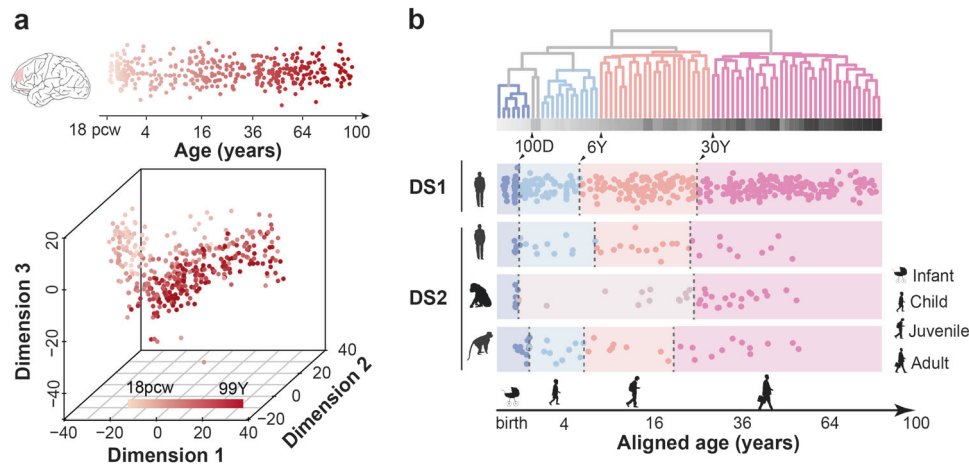 a
18 pcw 4 16 36 64 100
Age (years)
20
0
-20
-40
Dimension 3
18pcw 99Y
-40 -20 0 20 40
Dimension 1
-40
-20
0
20
40
Dimension 2
b
100D 6Y 30Y
DS1
DS2
Infant
Child
Juvenile
Adult
birth 4 16 36 64 100
Aligned age (years)